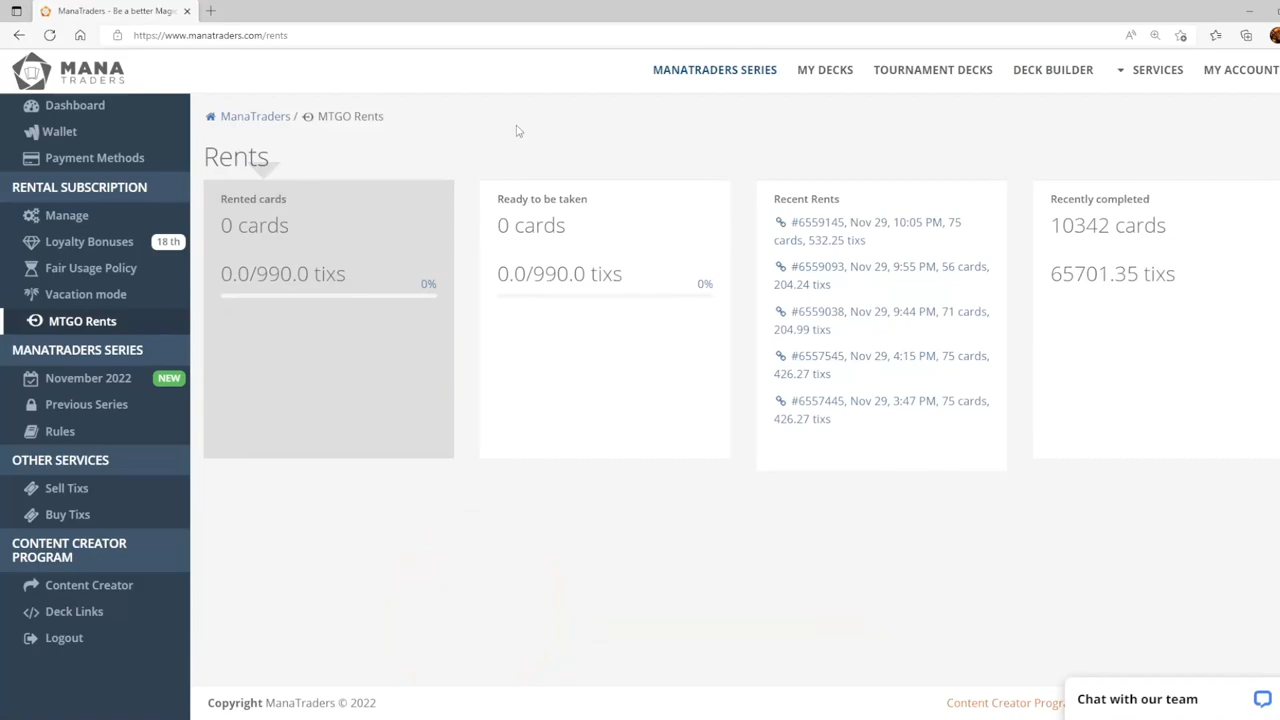 ManaTraders - Be a better Magi
https://www.manatraders.com/rents
MANA
TRADERS
MANATRADERS SERIES
MY DECKS
TOURNAMENT DECKS
DECK BUILDER
SERVICES
MY ACCOUNT
Dashboard
Wallet
Payment Methods
RENTAL SUBSCRIPTION
Manage
Loyalty Bonuses 18 th
Fair Usage Policy
Vacation mode
MTGO Rents
MANATRADERS SERIES
November 2022 NEW
Previous Series
Rules
OTHER SERVICES
Sell Tixs
Buy Tixs
CONTENT CREATOR
PROGRAM
Content Creator
Deck Links
Logout
ManaTraders / MTGO Rents
Rents
Rented cards
0 cards
0.0/990.0 tixs
0%
Ready to be taken
0 cards
0.0/990.0 tixs
0%
Recent Rents
#6559145, Nov 29, 10:05 PM, 75
cards, 532.25 tixs
#6559093, Nov 29, 9:55 PM, 56 cards,
204.24 tixs
#6559038, Nov 29, 9:44 PM, 71 cards,
204.99 tixs
#6557545, Nov 29, 4:15 PM, 75 cards,
426.27 tixs
#6557445, Nov 29, 3:47 PM, 75 cards,
426.27 tixs
Recently completed
10342 cards
65701.35 tixs
Copyright ManaTraders © 2022
Content Creator Progra
Chat with our team